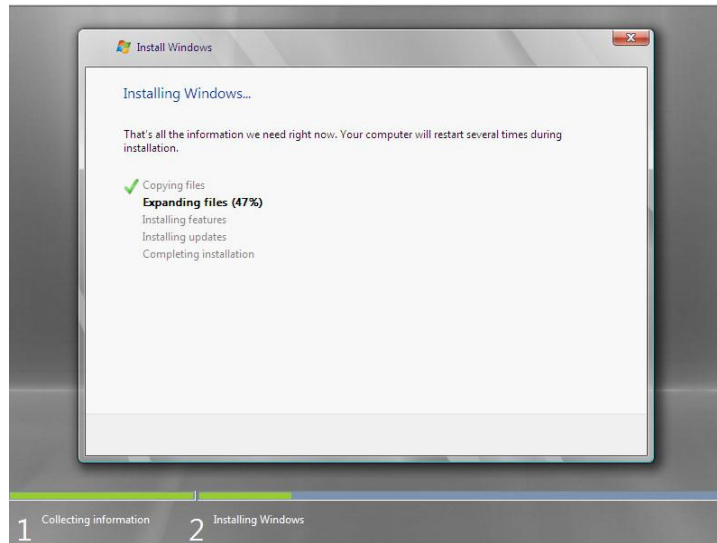 Install Windows
Installing Windows...
That's all the information we need right now. Your computer will restart several times during
installation.
Copying files
Expanding files (47%)
Installing features
Installing updates
Completing installation
1 Collecting information 2 Installing Windows